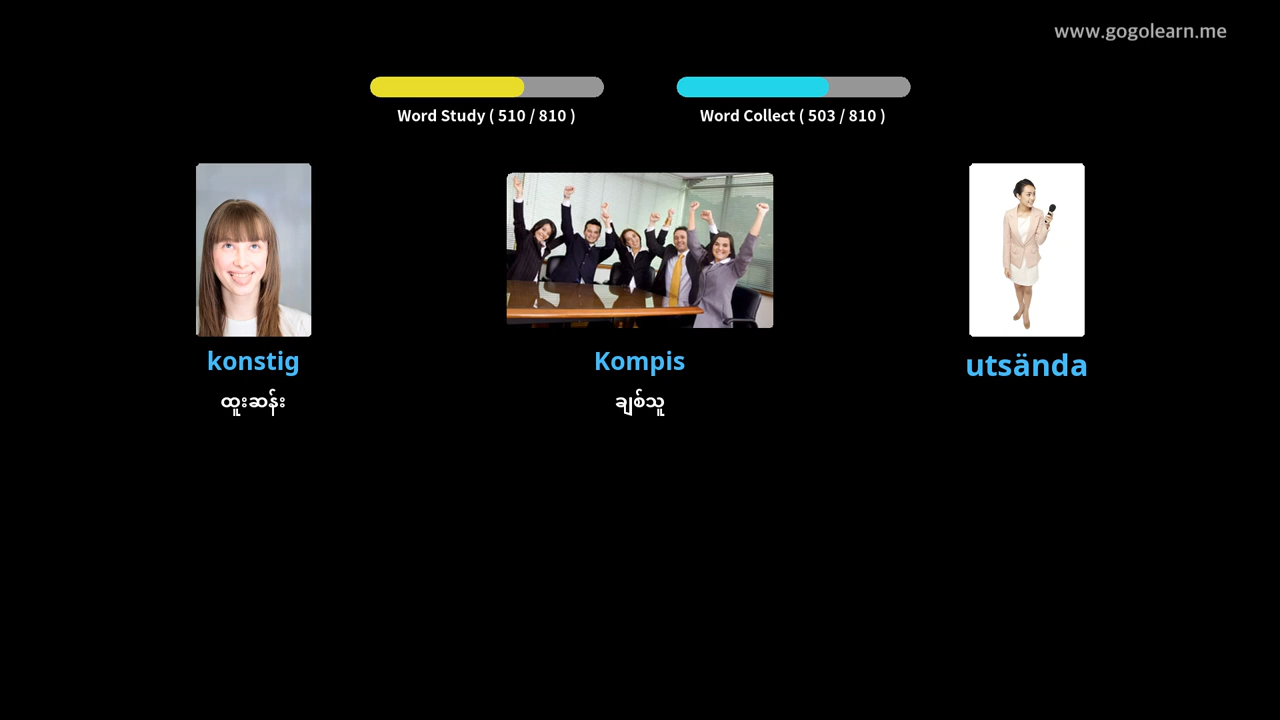 www.gogolearn.me
Word Study ( 510 / 810 )
Word Collect ( 503 / 810 )
konstig
ထူးဆန်း
Kompis
ချစ်သူ
utsända